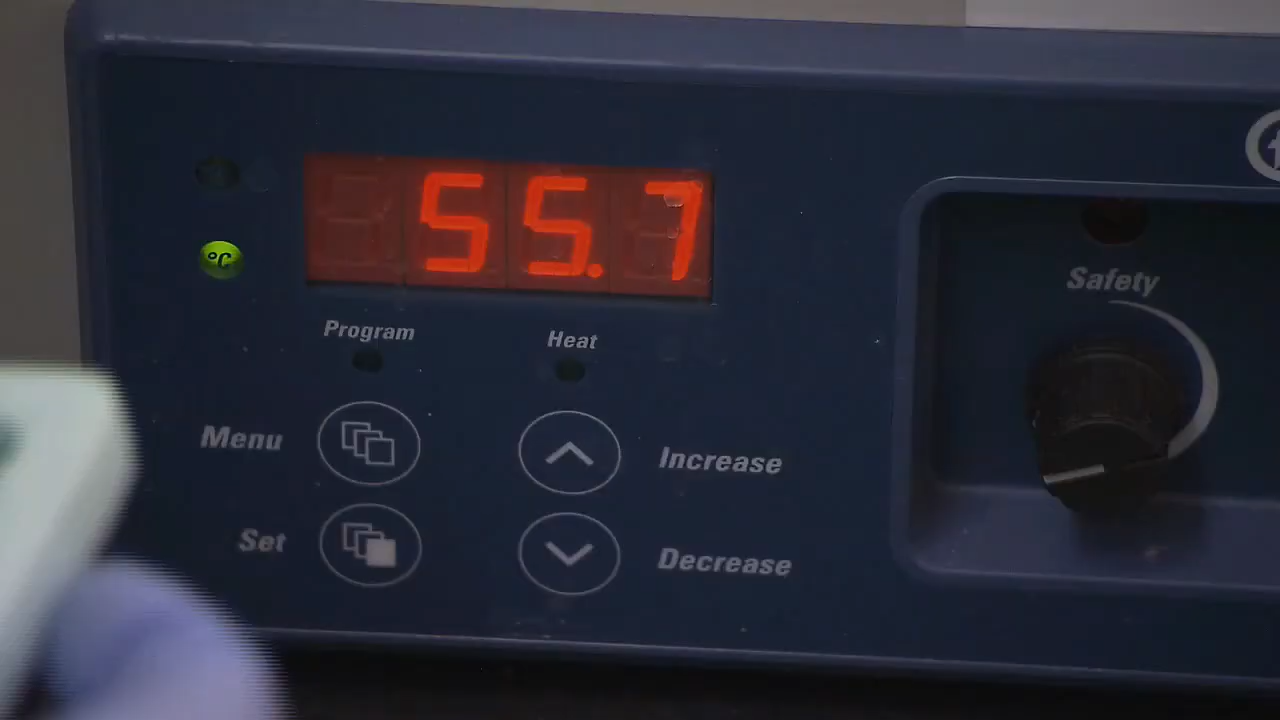 55.7
°C
Safety
Program Heat
Menu
Increase
Set
Decrease